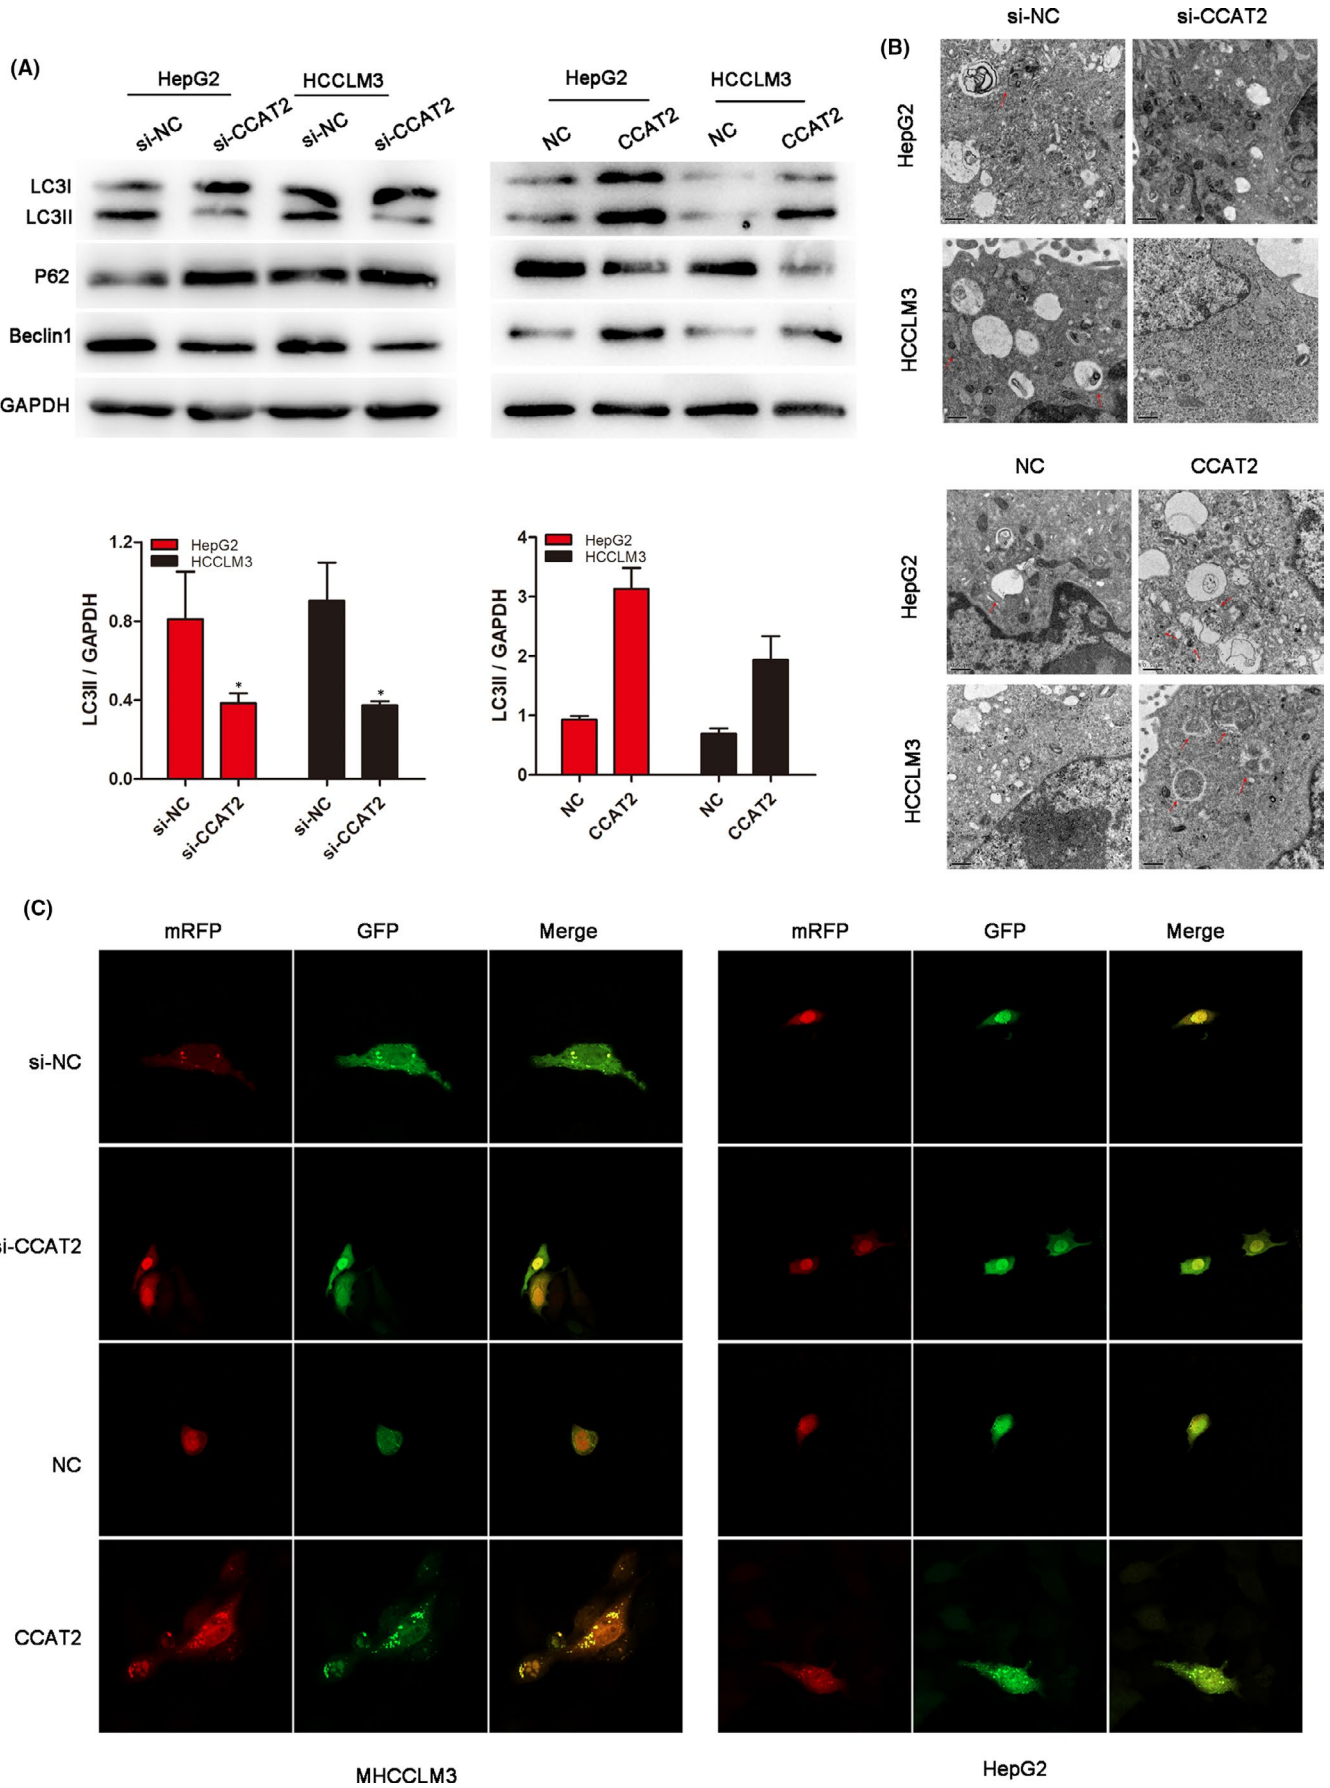 (A)
HepG2 HCCLM3
si-NC si-CCAT2 si-NC si-CCAT2
HepG2 HCCLM3
NC CCAT2 NC CCAT2
LC3I
LC3II
P62
Beclin1
GAPDH
LC3II / GAPDH
1.2
0.8
0.4
0.0
HepG2
HCCLM3
*
*
si-NC si-CCAT2 si-NC si-CCAT2
LC3II / GAPDH
4
3
2
1
0
HepG2
HCCLM3
NC CCAT2 NC CCAT2
(B)
si-NC si-CCAT2
HepG2
HCCLM3
NC CCAT2
HepG2
HCCLM3
(C)
mRFP GFP Merge mRFP GFP Merge
si-NC
si-CCAT2
NC
CCAT2
MHCCLM3 HepG2